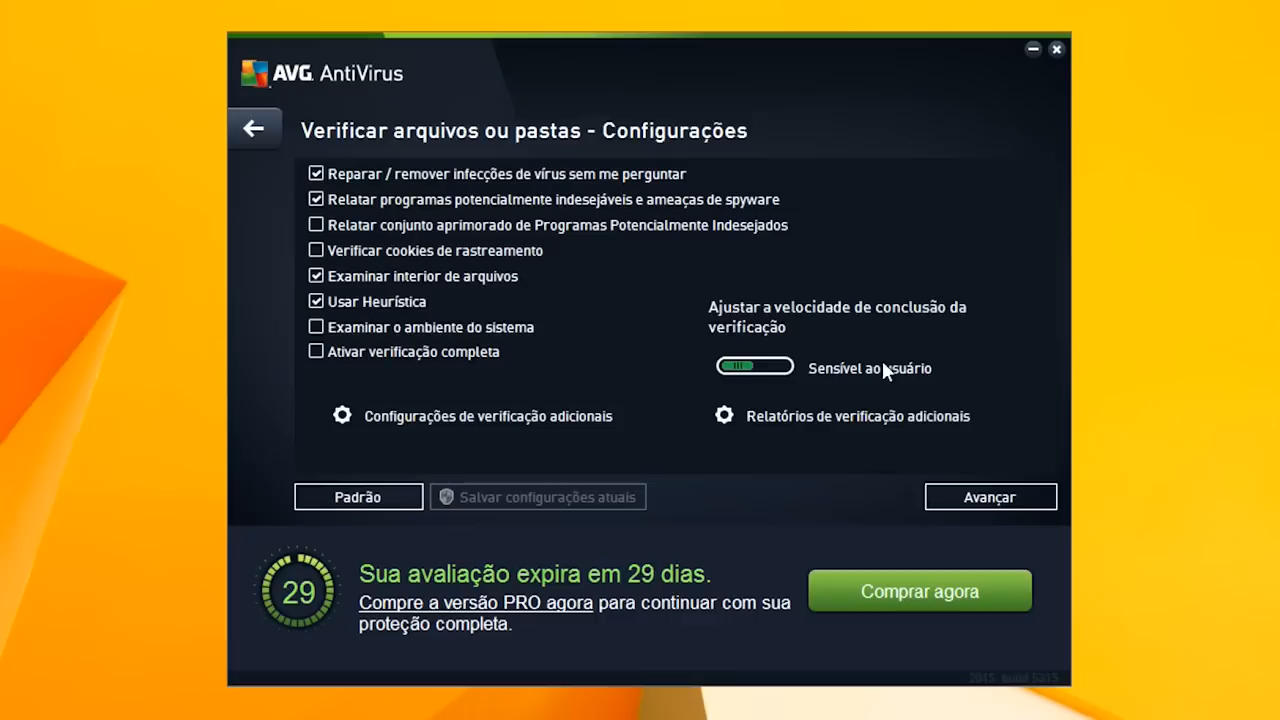 AVG AntiVirus
Verificar arquivos ou pastas - Configurações
Reparar / remover infecções de vírus sem me perguntar
Relatar programas potencialmente indesejáveis e ameaças de spyware
Relatar conjunto aprimorado de Programas Potencialmente Indesejados
Verificar cookies de rastreamento
Examinar interior de arquivos
Usar Heurística
Examinar o ambiente do sistema
Ativar verificação completa
Ajustar a velocidade de conclusão da
verificação
Sensível ao usuário
Configurações de verificação adicionais
Relatórios de verificação adicionais
Padrão
Salvar configurações atuais
Avançar
29
Sua avaliação expira em 29 dias.
Compre a versão PRO agora para continuar com sua
proteção completa.
Comprar agora
2015. build 5315